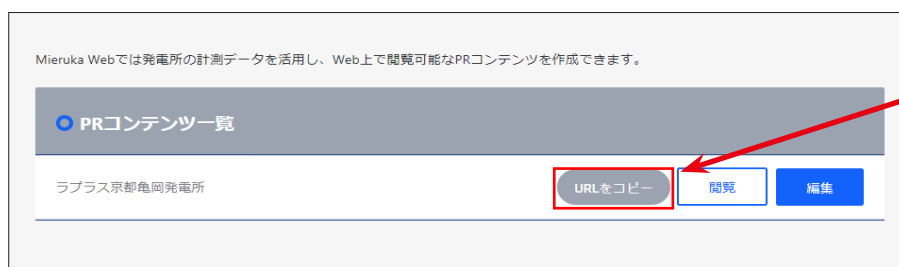 Mieruka Webでは発電所の計測データを活用し、Web上で閲覧可能なPRコンテンツを作成できます。
PRコンテンツ一覧
ラプラス京都亀岡発電所 URLをコピー 閲覧 編集